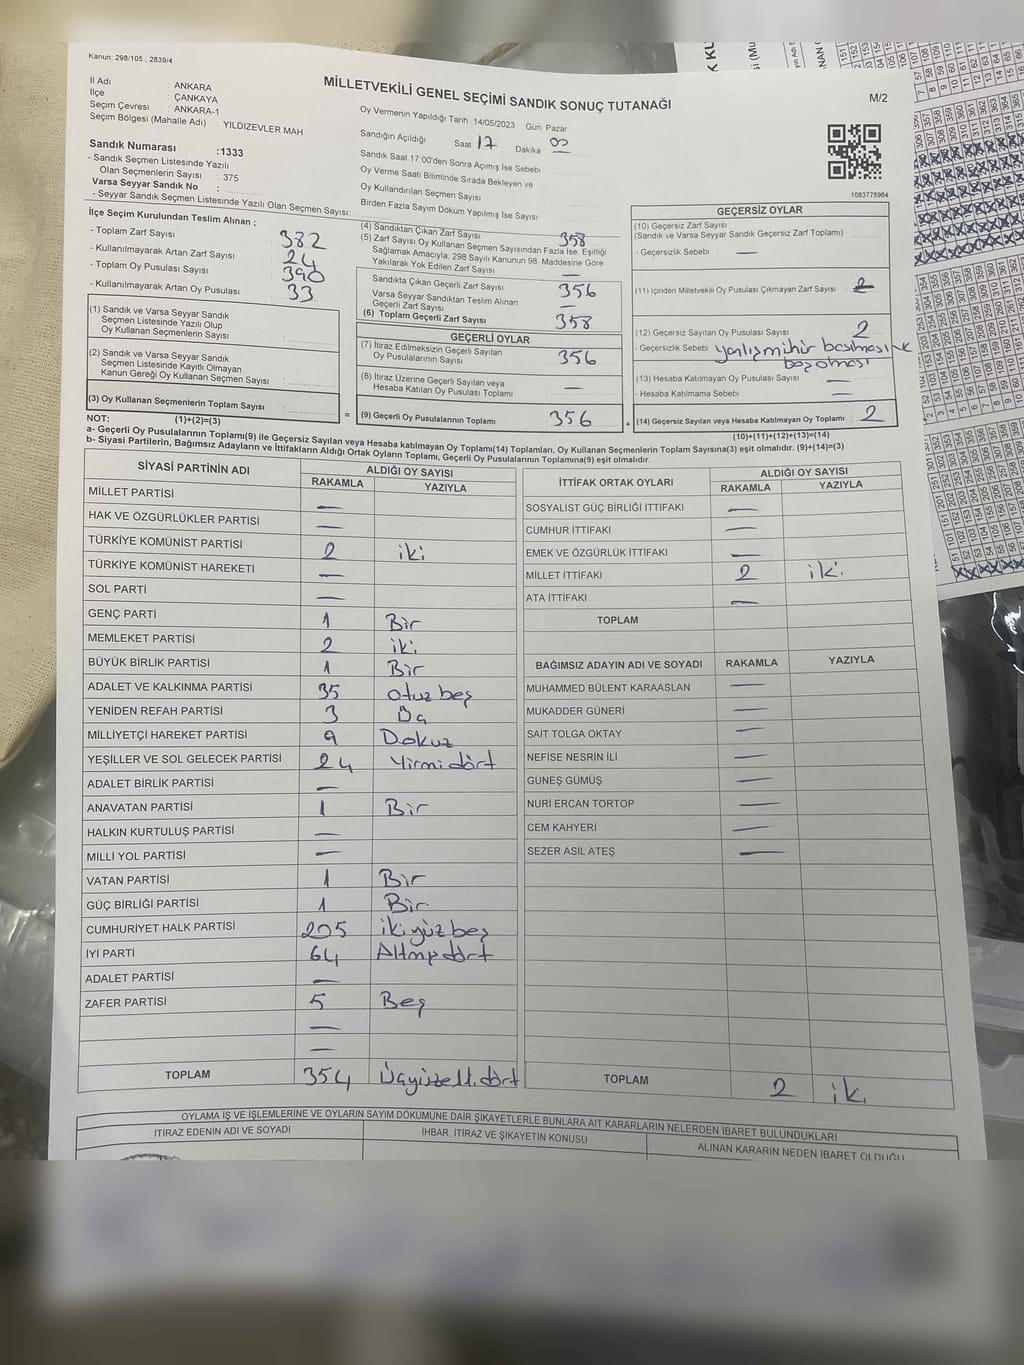 Kanun; 298/105 , 2839/4
MİLLETVEKİLİ GENEL SEÇİMİ SANDIK SONUÇ TUTANAĞI
M/2
İl Adı : ANKARA
İlçe : ÇANKAYA
Seçim Çevresi : ANKARA-1
Seçim Bölgesi (Mahalle Adı) : YILDIZEVLER MAH
Sandık Numarası :1333
- Sandık Seçmen Listesinde Yazılı
Olan Seçmenlerin Sayısı : 375
Varsa Seyyar Sandık No :
- Seyyar Sandık Seçmen Listesinde Yazılı Olan Seçmen Sayısı:
Oy Vermenin Yapıldığı Tarih :14/05/2023 Gün Pazar
Sandığın Açıldığı Saat 17 Dakika 00
Sandık Saat 17.00'den Sonra Açımış İse Sebebi
Oy Verme Saati Bitiminde Sırada Bekleyen ve
Oy Kullandırılan Seçmen Sayısı
Birden Fazla Sayım Döküm Yapılmış İse Sayısı
1083778984
İlçe Seçim Kurulundan Teslim Alınan ;
- Toplam Zarf Sayısı : 382
- Kullanılmayarak Artan Zarf Sayısı : 24
- Toplam Oy Pusulası Sayısı : 390
- Kullanılmayarak Artan Oy Pusulası : 33
(1) Sandık ve Varsa Seyyar Sandık
Seçmen Listesinde Yazılı Olup
Oy Kullanan Seçmenlerin Sayısı :
(2) Sandık ve Varsa Seyyar Sandık
Seçmen Listesinde Kayıtlı Olmayan
Kanun Gereği Oy Kullanan Seçmen Sayısı :
(3) Oy Kullanan Seçmenlerin Toplam Sayısı :
(1)+(2)=(3)
(4) Sandıktan Çıkan Zarf Sayısı 358
(5) Zarf Sayısı Oy Kullanan Seçmen Sayısından Fazla İse, Eşitliği
Sağlamak Amacıyla; 298 Sayılı Kanunun 98. Maddesine Göre
Yakılarak Yok Edilen Zarf Sayısı —
Sandıkta Çıkan Geçerli Zarf Sayısı 356
Varsa Seyyar Sandıktan Teslim Alınan
Geçerli Zarf Sayısı —
(6) Toplam Geçerli Zarf Sayısı 358
GEÇERLİ OYLAR
(7) İtiraz Edilmeksizin Geçerli Sayılan
Oy Pusulalarının Sayısı 356
(8) İtiraz Üzerine Geçerli Sayılan veya
Hesaba Katılan Oy Pusulası Toplamı —
= (9) Geçerli Oy Pusulalarının Toplamı 356
GEÇERSİZ OYLAR
(10) Geçersiz Zarf Sayısı
(Sandık ve Varsa Seyyar Sandık Geçersiz Zarf Toplamı)
- Geçersizlik Sebebi : —
(11) İçinden Milletvekili Oy Pusulası Çıkmayan Zarf Sayısı :
(12) Geçersiz Sayılan Oy Pusulası Sayısı : 2
- Geçersizlik Sebebi : yanlış mühür basılması ve
boş olması
(13) Hesaba Katılmayan Oy Pusulası Sayısı : —
- Hesaba Katılmama Sebebi : —
+ (14) Geçersiz Sayılan veya Hesaba Katılmayan Oy Toplamı : 2
(10)+(11)+(12)+(13)=(14)
NOT:
a- Geçerli Oy Pusulalarının Toplamı(9) ile Geçersiz Sayılan veya Hesaba katılmayan Oy Toplamı(14) Toplamları, Oy Kullanan Seçmenlerin Toplam Sayısına(3) eşit olmalıdır. (9)+(14)=(3)
b- Siyasi Partilerin, Bağımsız Adayların ve İttifakların Aldığı Ortak Oyların Toplamı, Geçerli Oy Pusulalarının Toplamına(9) eşit olmalıdır.
SİYASİ PARTİNİN ADI ALDIĞI OY SAYISI
RAKAMLA YAZIYLA
MİLLET PARTİSİ —
HAK VE ÖZGÜRLÜKLER PARTİSİ —
TÜRKİYE KOMÜNİST PARTİSİ 2 iki
TÜRKİYE KOMÜNİST HAREKETİ —
SOL PARTİ —
GENÇ PARTİ 1 Bir
MEMLEKET PARTİSİ 2 iki
BÜYÜK BİRLİK PARTİSİ 1 Bir
ADALET VE KALKINMA PARTİSİ 35 otuz beş
YENİDEN REFAH PARTİSİ 3 Üç
MİLLİYETÇİ HAREKET PARTİSİ 9 Dokuz
YEŞİLLER VE SOL GELECEK PARTİSİ 24 Yirmi dört
ADALET BİRLİK PARTİSİ —
ANAVATAN PARTİSİ 1 Bir
HALKIN KURTULUŞ PARTİSİ —
MİLLİ YOL PARTİSİ —
VATAN PARTİSİ 1 Bir
GÜÇ BİRLİĞİ PARTİSİ 1 Bir
CUMHURİYET HALK PARTİSİ 205 iki yüz beş
İYİ PARTİ 64 Altmış dört
ADALET PARTİSİ —
ZAFER PARTİSİ 5 Beş
—
—
TOPLAM 354 Üçyüzelli dört
İTTİFAK ORTAK OYLARI ALDIĞI OY SAYISI
RAKAMLA YAZIYLA
SOSYALİST GÜÇ BİRLİĞİ İTTİFAKI —
CUMHUR İTTİFAKI —
EMEK VE ÖZGÜRLÜK İTTİFAKI —
MİLLET İTTİFAKI 2 iki
ATA İTTİFAKI —
TOPLAM
BAĞIMSIZ ADAYIN ADI VE SOYADI RAKAMLA YAZIYLA
MUHAMMED BÜLENT KARAASLAN —
MUKADDER GÜNERİ —
SAİT TOLGA OKTAY —
NEFİSE NESRİN İLİ —
GÜNEŞ GÜMÜŞ —
NURİ ERCAN TORTOP —
CEM KAHYERİ —
SEZER ASIL ATEŞ —
TOPLAM 2 iki
OYLAMA İŞ VE İŞLEMLERİNE VE OYLARIN SAYIM DÖKÜMÜNE DAİR ŞİKAYETLERLE BUNLARA AİT KARARLARIN NELERDEN İBARET BULUNDUKLARI
İTİRAZ EDENİN ADI VE SOYADI İHBAR, İTİRAZ VE ŞİKAYETİN KONUSU ALINAN KARARIN NEDEN İBARET OLDUĞU